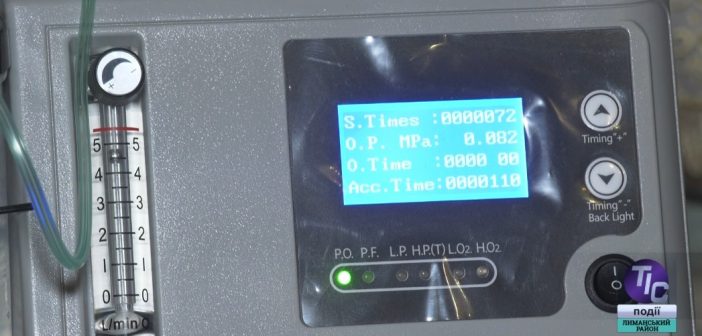 S.Times :0000072
O.P. MPa: 0.082
O.Time :0000 00
Acc.Time:0000110
Timing"+"
Timing"-"
Back Light
P.O. P.F. L.P. H.P.(T) L.O2. H.O2.
- +
5 5
4 4
3 3
2 2
1 1
0 0
L/min O
I
O
ТІС
ПОДІЇ
ЛИМАНСЬКИЙ
РАЙОН